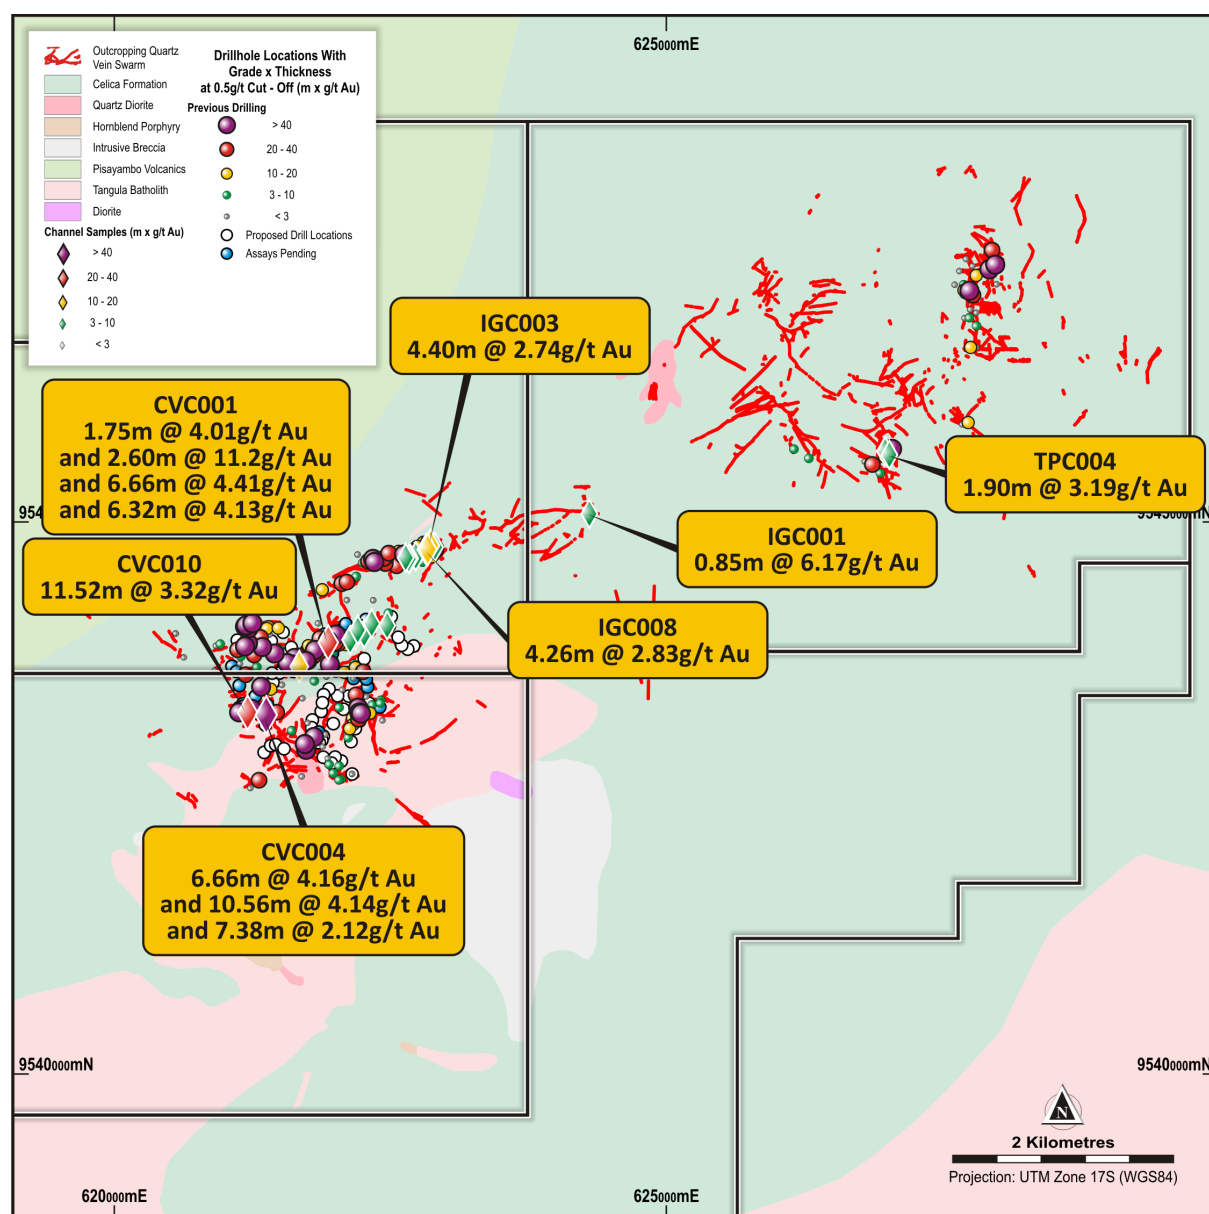 625000mE
Outcropping Quartz
Vein Swarm
Celica Formation
Quartz Diorite
Hornblend Porphyry
Intrusive Breccia
Pisayambo Volcanics
Tangula Batholith
Diorite
Channel Samples (m x g/t Au)
> 40
20 - 40
10 - 20
3 - 10
< 3
Drillhole Locations With
Grade x Thickness
at 0.5g/t Cut - Off (m x g/t Au)
Previous Drilling
> 40
20 - 40
10 - 20
3 - 10
< 3
Proposed Drill Locations
Assays Pending
IGC003
4.40m @ 2.74g/t Au
CVC001
1.75m @ 4.01g/t Au
and 2.60m @ 11.2g/t Au
and 6.66m @ 4.41g/t Au
and 6.32m @ 4.13g/t Au
TPC004
1.90m @ 3.19g/t Au
9545000mN
IGC001
0.85m @ 6.17g/t Au
CVC010
11.52m @ 3.32g/t Au
IGC008
4.26m @ 2.83g/t Au
CVC004
6.66m @ 4.16g/t Au
and 10.56m @ 4.14g/t Au
and 7.38m @ 2.12g/t Au
9540000mN
9540000mN
N
2 Kilometres
Projection: UTM Zone 17S (WGS84)
620000mE
625000mE